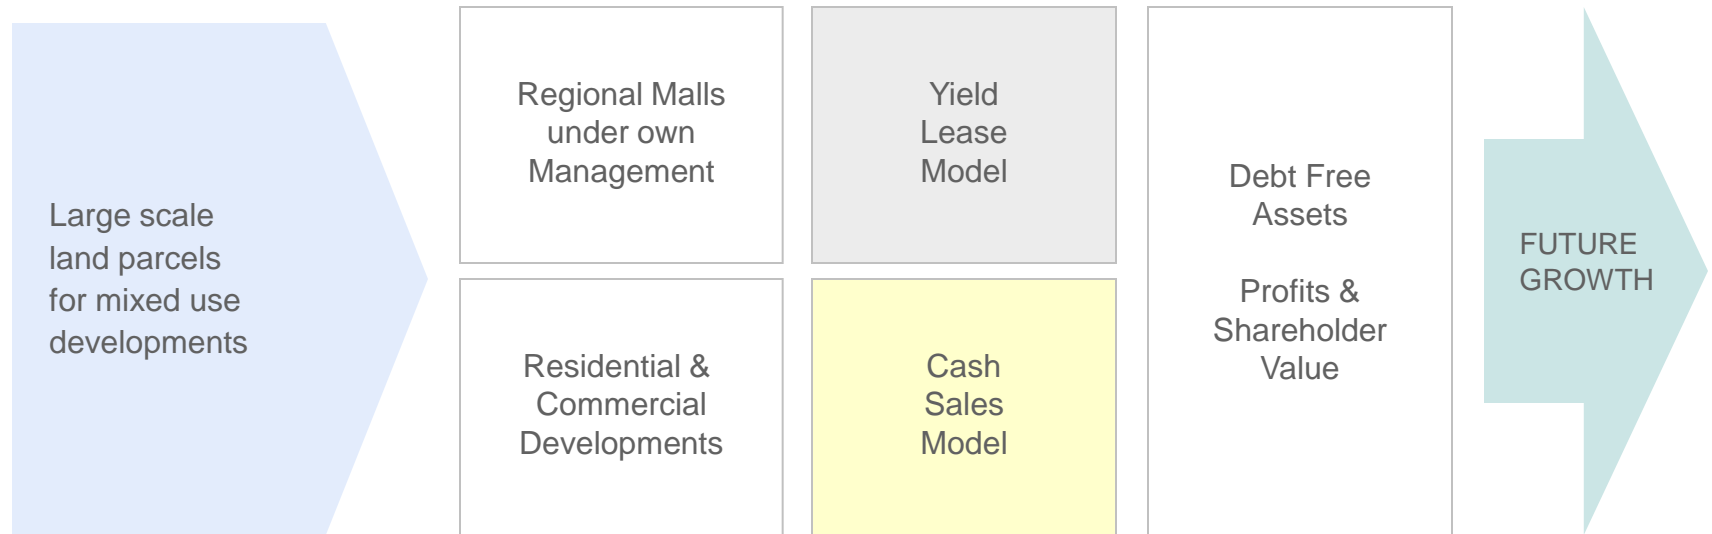 Large scale
land parcels
for mixed use
developments
Regional Malls
under own
Management
Residential &
Commercial
Developments
Yield
Lease
Model
Cash
Sales
Model
Debt Free
Assets
Profits &
Shareholder
Value
FUTURE
GROWTH